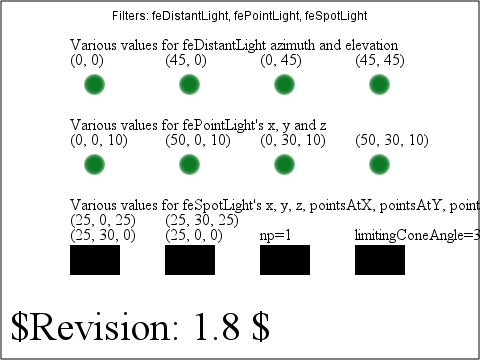 Filters: feDistantLight, fePointLight, feSpotLight
Various values for feDistantLight azimuth and elevation
(0, 0) (45, 0) (0, 45) (45, 45)
Various values for fePointLight's x, y and z
(0, 0, 10) (50, 0, 10) (0, 30, 10) (50, 30, 10)
Various values for feSpotLight's x, y, z, pointsAtX, pointsAtY, point
(25, 0, 25) (25, 30, 25)
(25, 30, 0) (25, 0, 0) np=1 limitingConeAngle=3
$Revision: 1.8 $